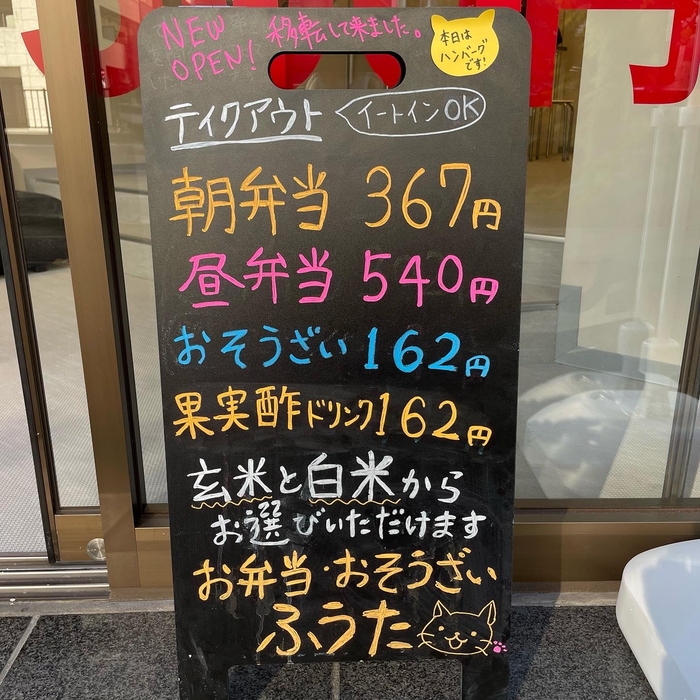 NEW
OPEN!
移転して来ました。
本日は
ハンバーグ
です!
ティクアウト
イートインOK
朝弁当 367円
昼弁当 540円
おそうざい 162円
果実酢ドリンク162円
玄米と白米から
お選びいただけます
お弁当・おそうざい
ふうた